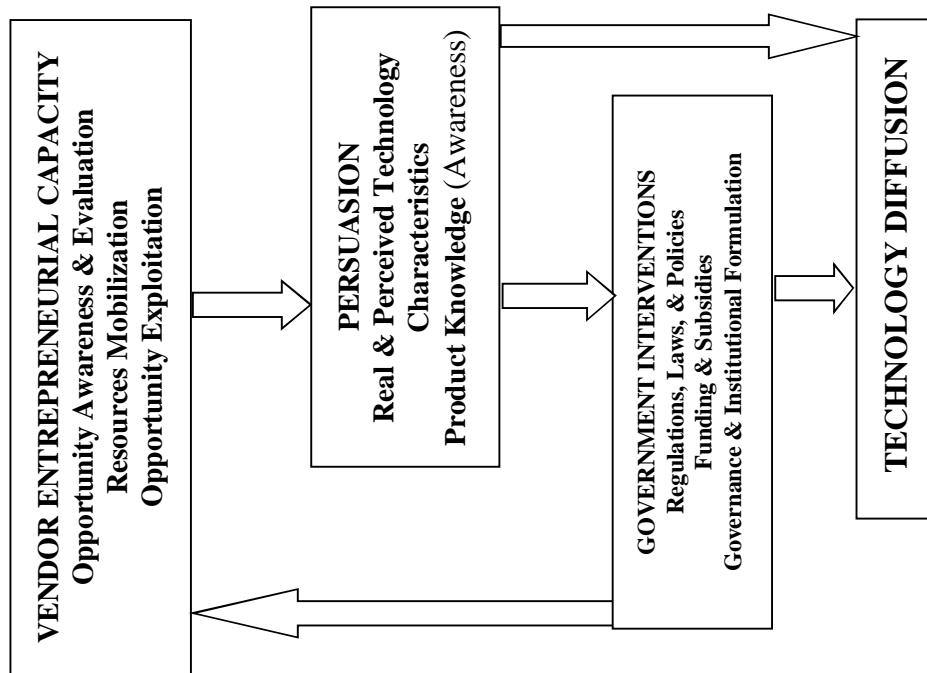 VENDOR ENTREPRENEURIAL CAPACITY
Opportunity Awareness & Evaluation
Resources Mobilization
Opportunity Exploitation
PERSUASION
Real & Perceived Technology
Characteristics
Product Knowledge (Awareness)
GOVERNMENT INTERVENTIONS
Regulations, Laws, & Policies
Funding & Subsidies
Governance & Institutional Formulation
TECHNOLOGY DIFFUSION